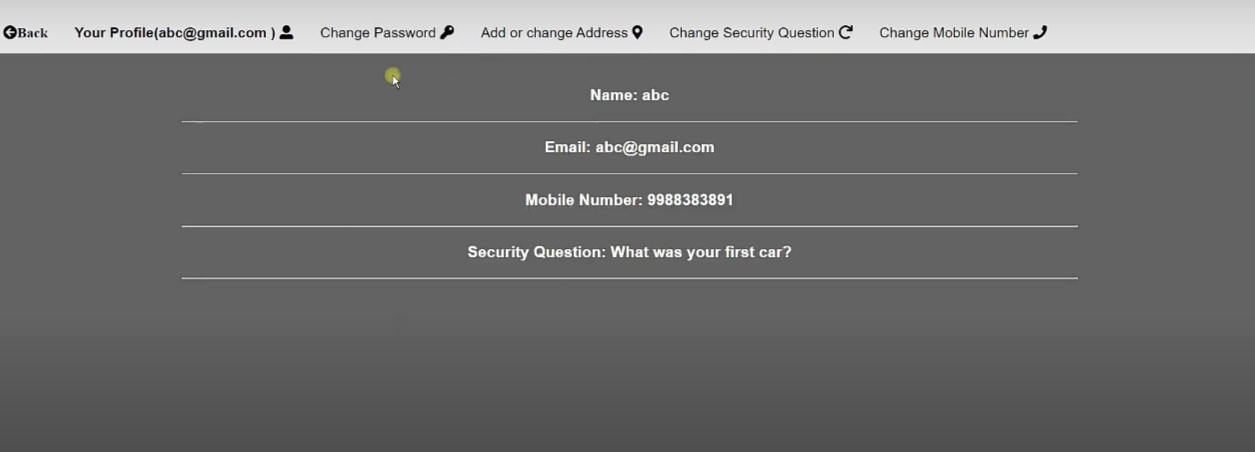 Back Your Profile(abc@gmail.com ) Change Password Add or change Address Change Security Question Change Mobile Number
Name: abc
Email: abc@gmail.com
Mobile Number: 9988383891
Security Question: What was your first car?